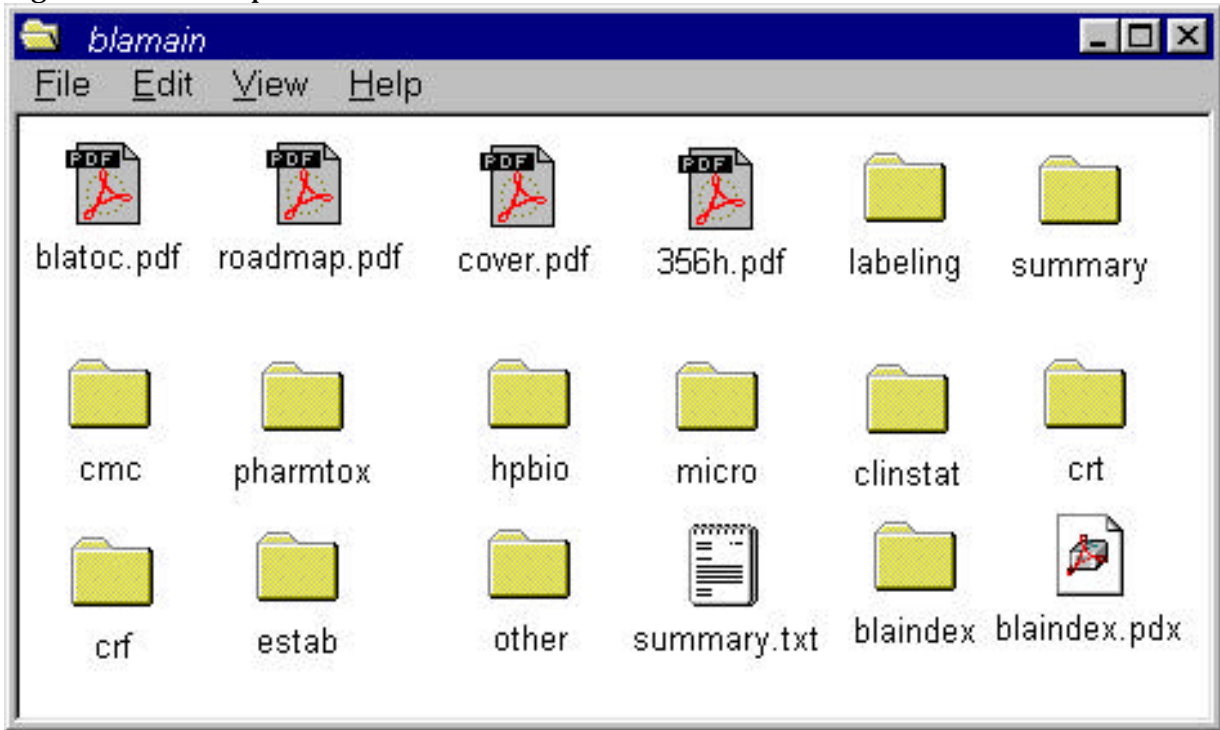 blamain
File Edit View Help
PDF PDF PDF PDF
blatoc.pdf roadmap.pdf cover.pdf 356h.pdf labeling summary
cmc pharmtox hpbio micro clinstat crt
crf estab other summary.txt blaindex blaindex.pdx